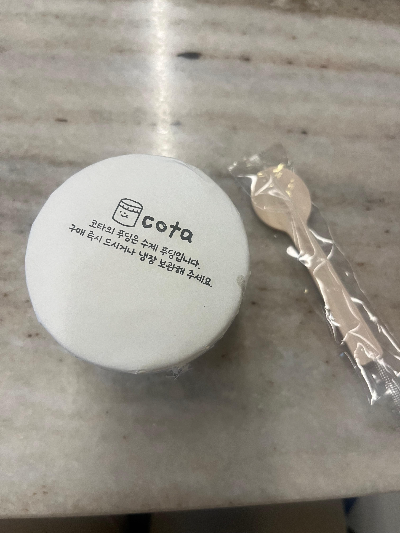 cota
코타의 푸딩은 수제 푸딩입니다.
구매 즉시 드시거나 냉장 보관해 주세요.